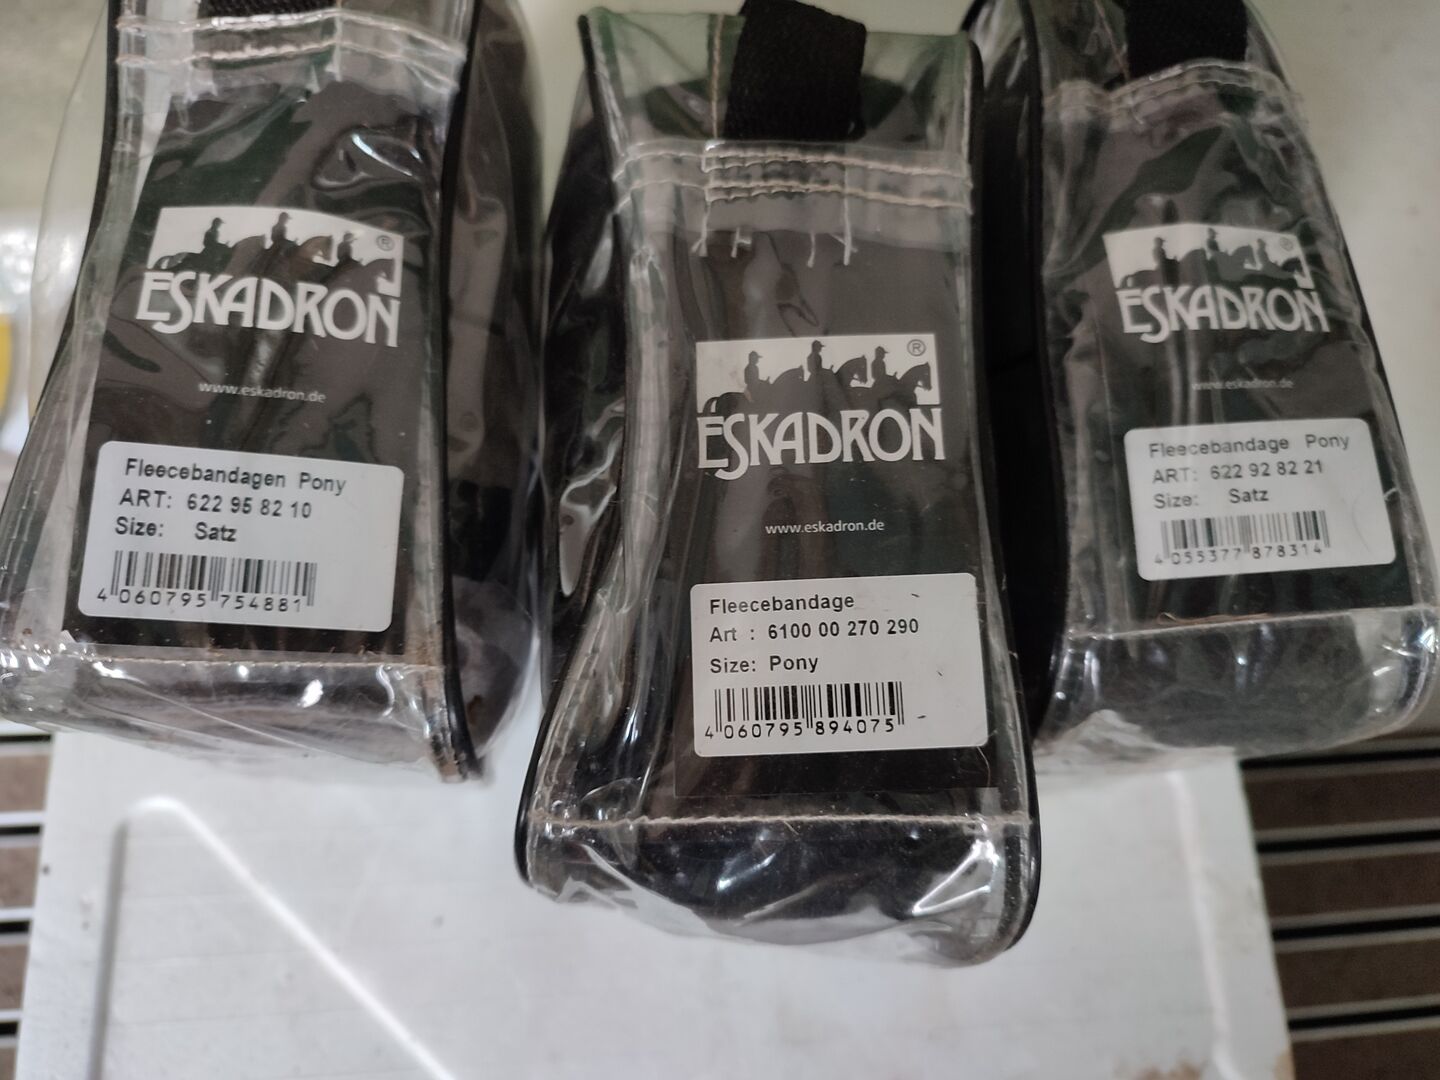 ESKADRON
®
www.eskadron.de
Fleecebandagen Pony
ART: 622 95 82 10
Size: Satz
4 060795 754881
®
ESKADRON
www.eskadron.de
Fleecebandage
Art : 6100 00 270 290
Size: Pony
4 060795 894075
®
ESKADRON
www.eskadron.de
Fleecebandage Pony
ART: 622 92 82 21
Size: Satz
4 055377 878314